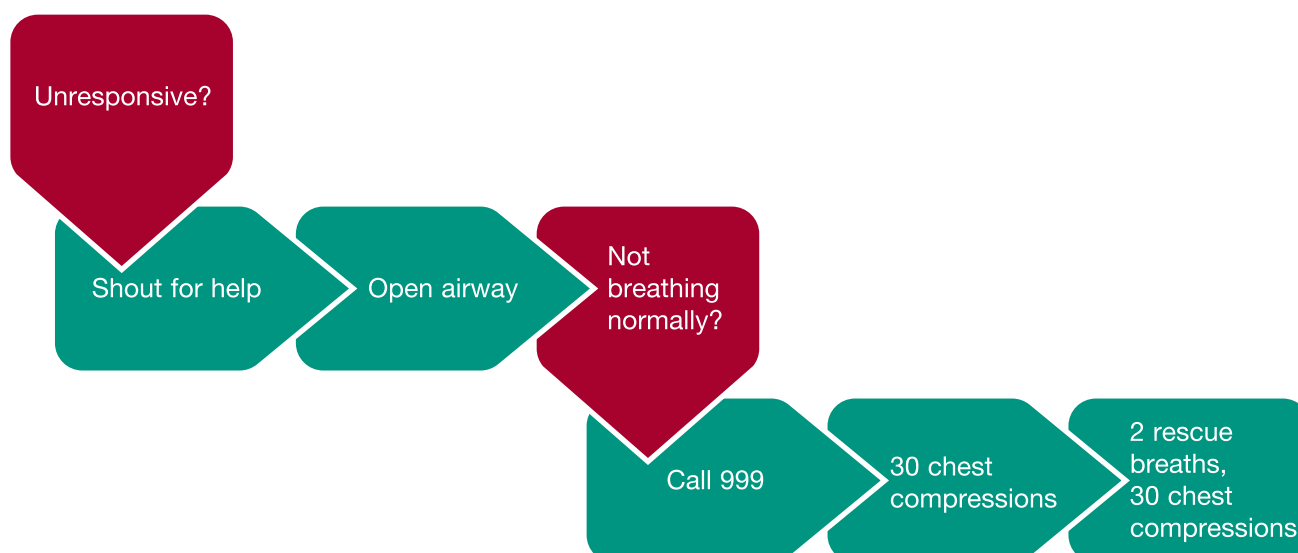 Unresponsive?
Shout for help
Open airway
Not
breathing
normally?
Call 999
30 chest
compressions
2 rescue
breaths,
30 chest
compressions